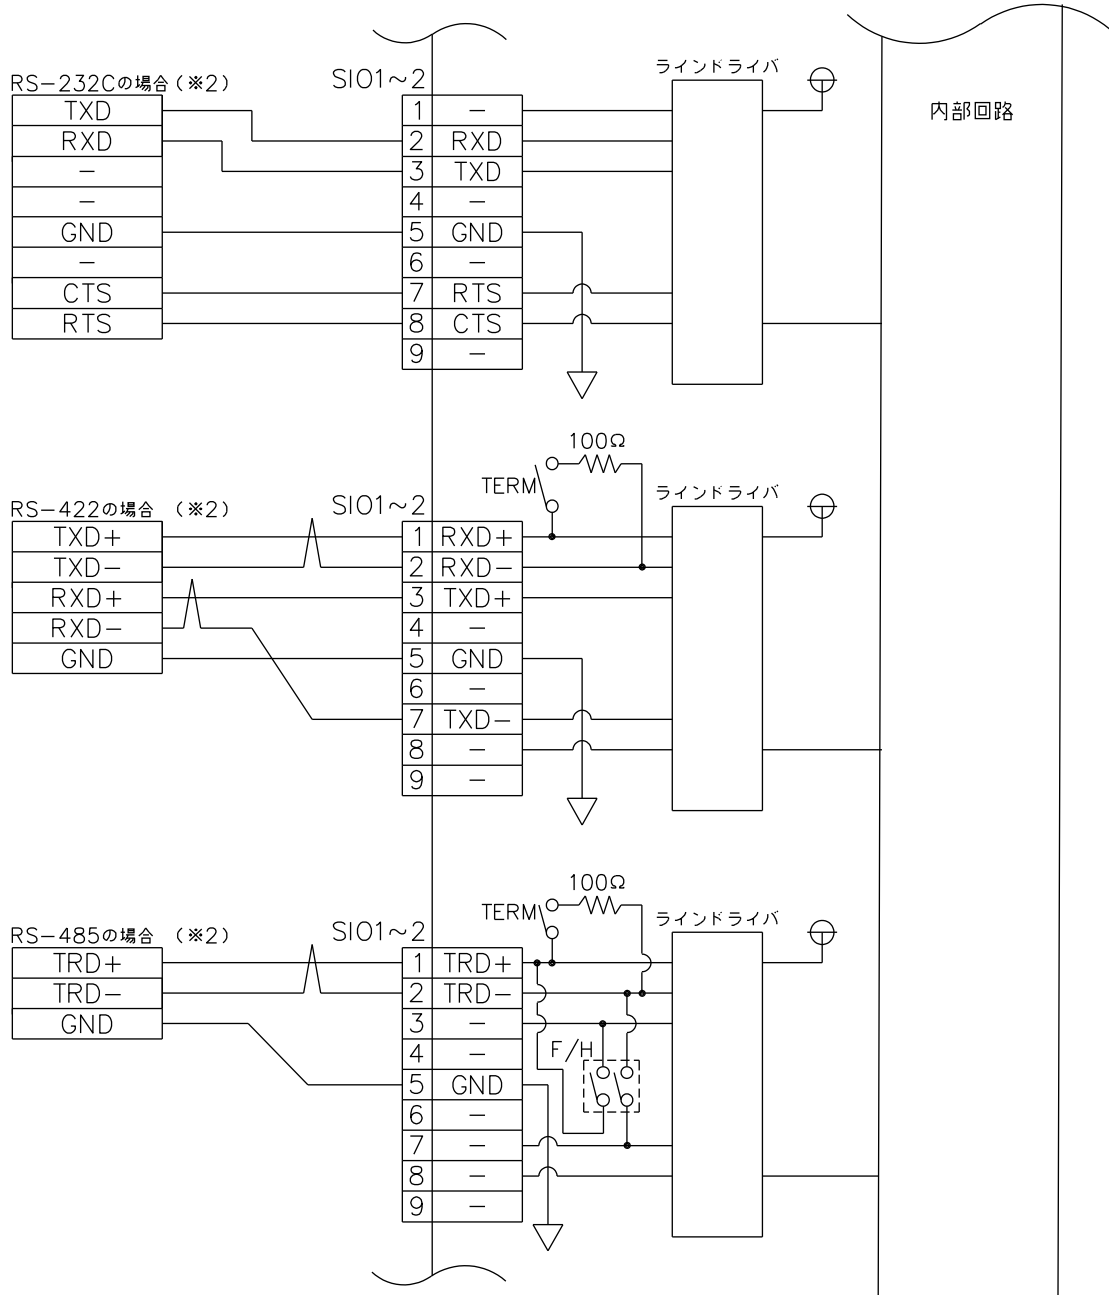 RS-232Cの場合(※2)
TXD
RXD
-
-
GND
-
CTS
RTS
SIO1~2
1 -
2 RXD
3 TXD
4 -
5 GND
6 -
7 RTS
8 CTS
9 -
ラインドライバ
内部回路
RS-422の場合 (※2)
TXD+
TXD-
RXD+
RXD-
GND
SIO1~2
1 RXD+
2 RXD-
3 TXD+
4 -
5 GND
6 -
7 TXD-
8 -
9 -
TERM
100Ω
ラインドライバ
RS-485の場合 (※2)
TRD+
TRD-
GND
SIO1~2
1 TRD+
2 TRD-
3 -
4 -
5 GND
6 -
7 -
8 -
9 -
TERM
100Ω
F/H
ラインドライバ